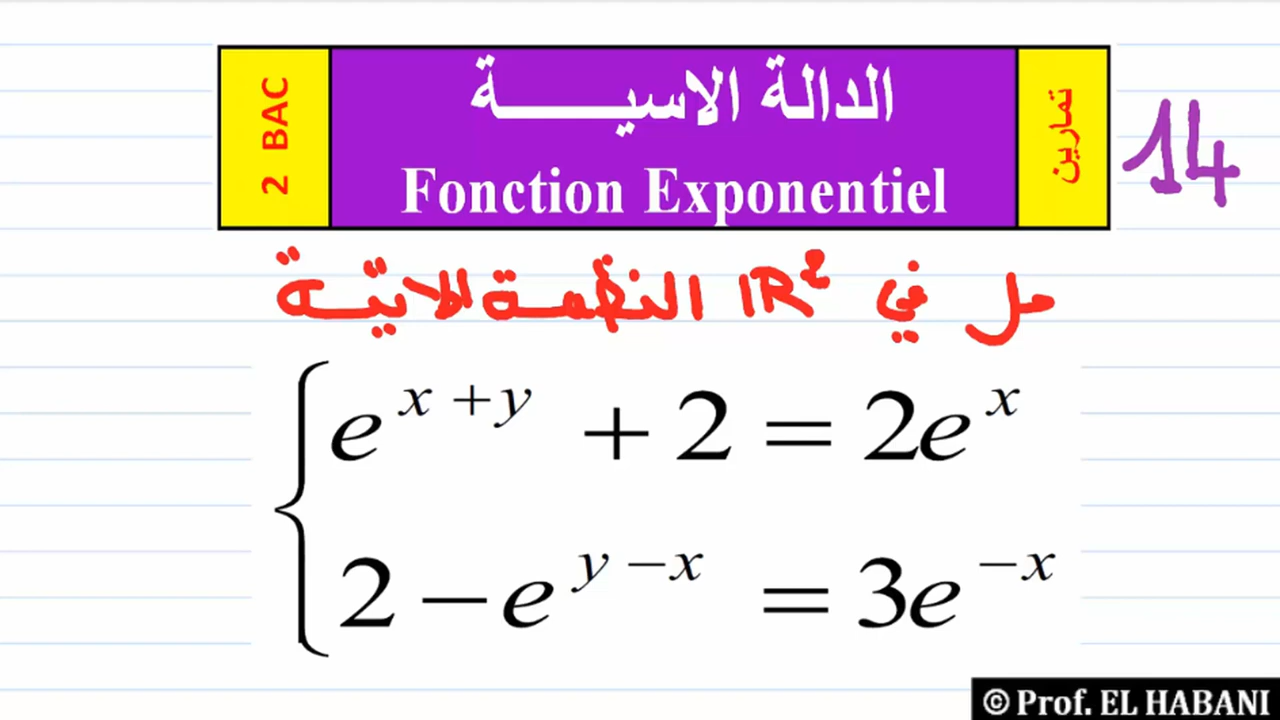 2 BAC
الدالة الاسيـــــــة
Fonction Exponentiel
تمارين
14
حل في IR² النظمة الاتية
e^{x+y} + 2 = 2e^{x}
2 − e^{y−x} = 3e^{−x}
© Prof. EL HABANI